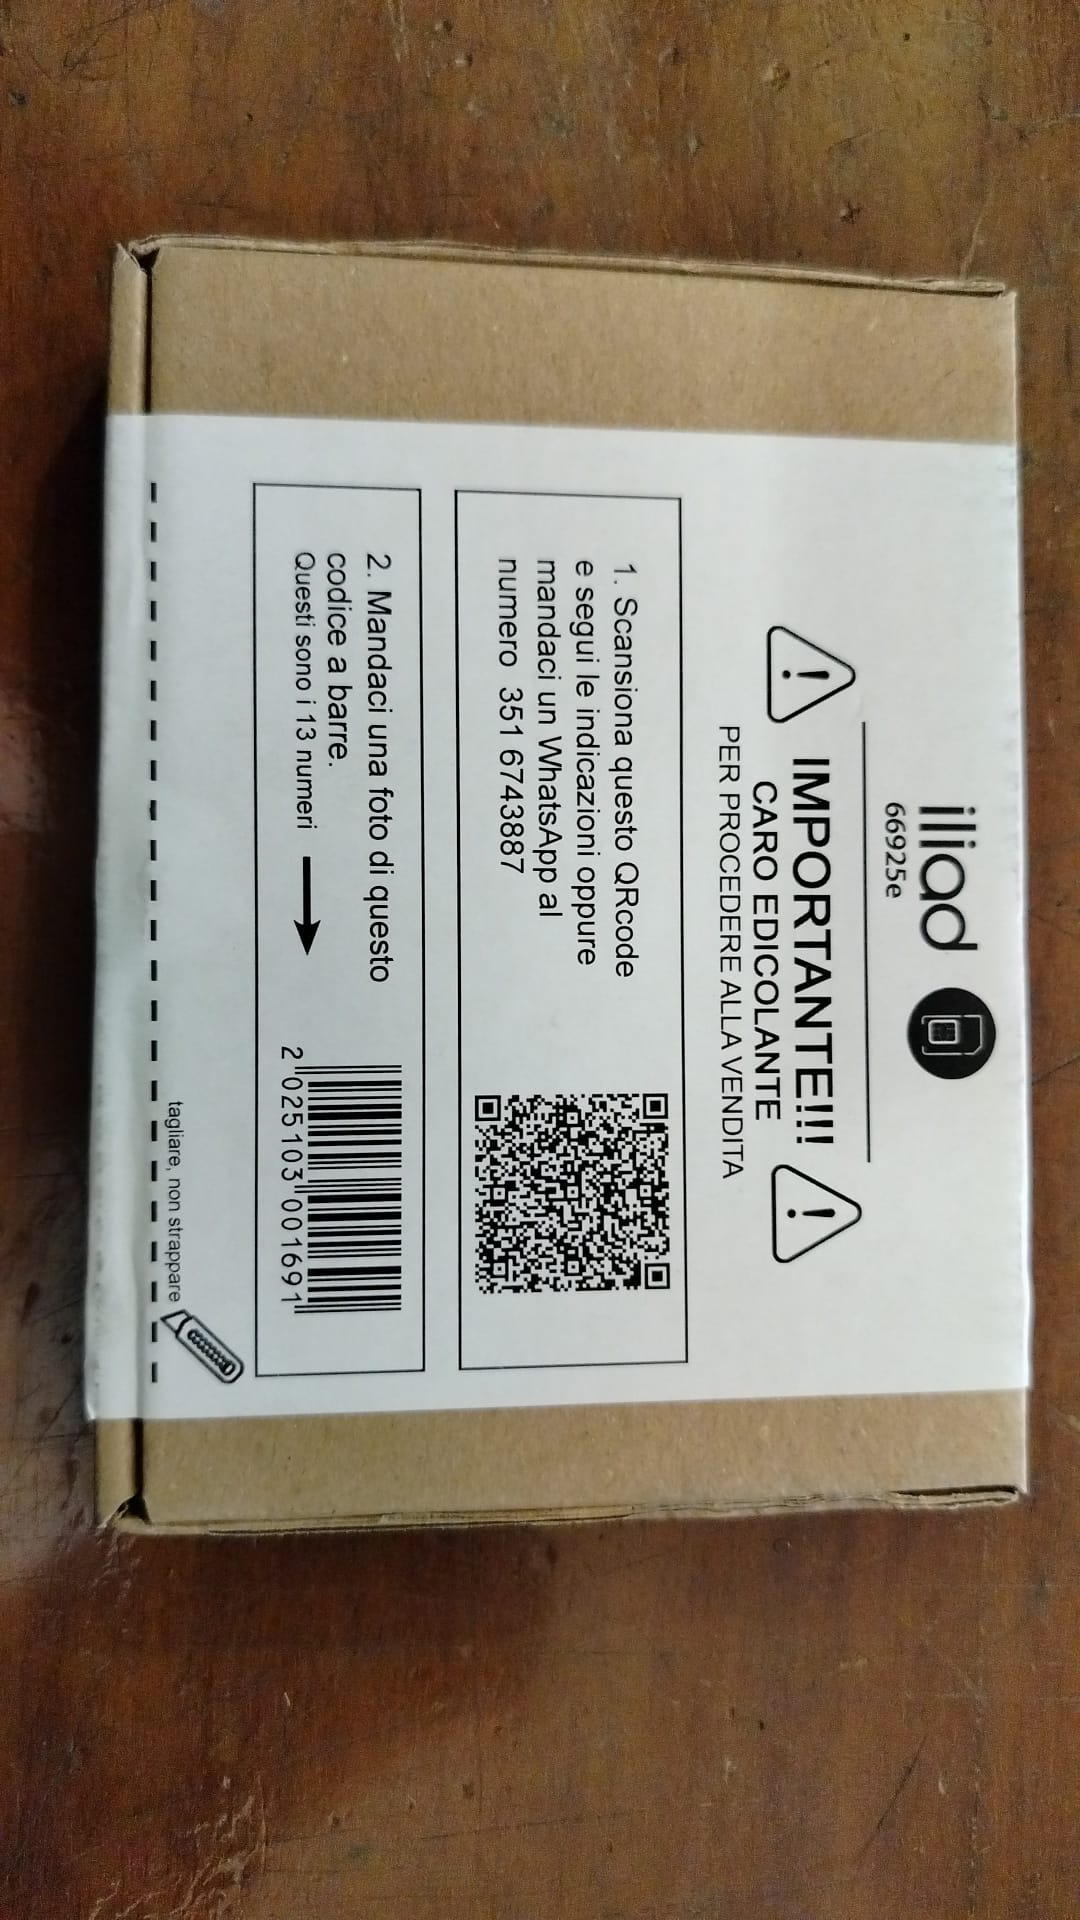 iliad
66925e
IMPORTANTE!!!
CARO EDICOLANTE
PER PROCEDERE ALLA VENDITA
1. Scansiona questo QRcode
e segui le indicazioni oppure
mandaci un WhatsApp al
numero 351 6743887
2. Mandaci una foto di questo
codice a barre.
Questi sono i 13 numeri
2 025103 001691
tagliare, non strappare